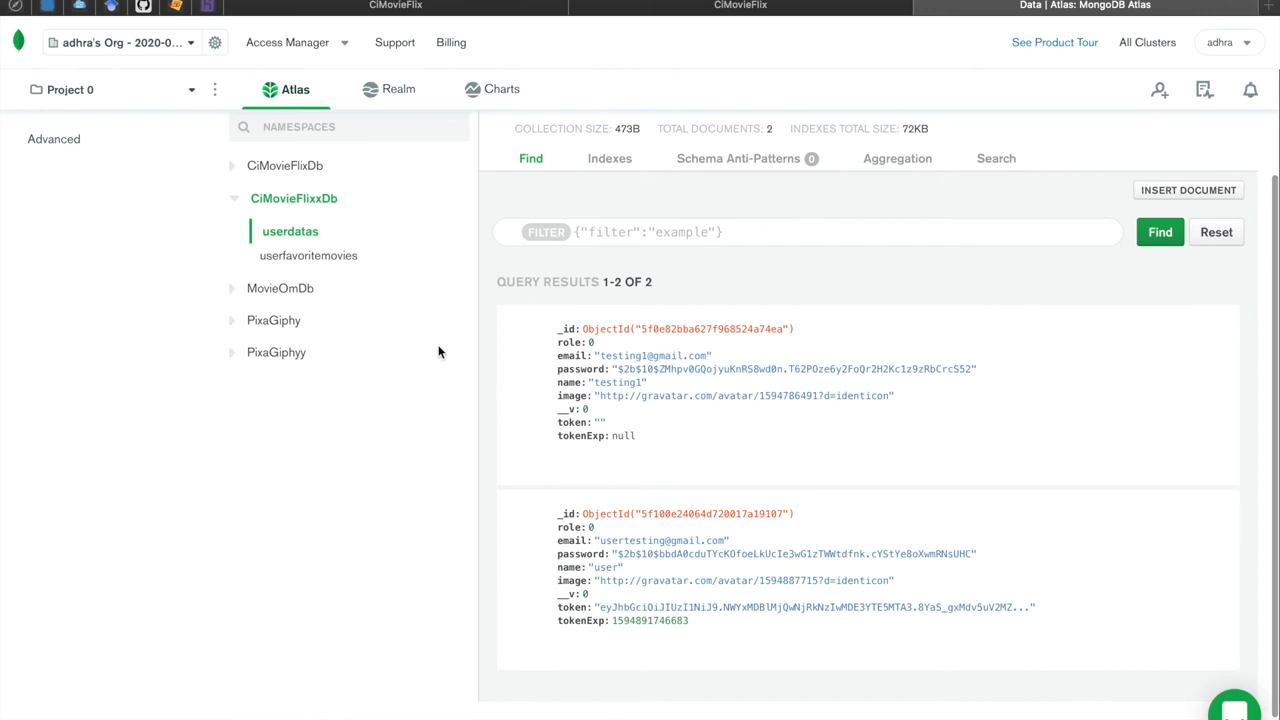 CiMovieFlix CiMovieFlix Data | Atlas: MongoDB Atlas
adhra's Org - 2020-0... Access Manager Support Billing See Product Tour All Clusters adhra
Project 0 Atlas Realm Charts
Advanced
NAMESPACES
CiMovieFlixDb
CiMovieFlixxDb
userdatas
userfavoritemovies
MovieOmDb
PixaGiphy
PixaGiphyy
COLLECTION SIZE: 473B TOTAL DOCUMENTS: 2 INDEXES TOTAL SIZE: 72KB
Find Indexes Schema Anti-Patterns 0 Aggregation Search
INSERT DOCUMENT
FILTER {"filter":"example"} Find Reset
QUERY RESULTS 1-2 OF 2
_id: ObjectId("5f0e82bba627f968524a74ea")
role: 0
email: "testing1@gmail.com"
password: "$2b$10$ZMhpv0GQojyuKnRS8wd0n.T62POze6y2FoQr2H2Kc1z9zRbCrcS52"
name: "testing1"
image: "http://gravatar.com/avatar/1594786491?d=identicon"
__v: 0
token: ""
tokenExp: null
_id: ObjectId("5f100e24064d720017a19107")
role: 0
email: "usertesting@gmail.com"
password: "$2b$10$bbdA0cduTYcKOfoeLkUcIe3wG1zTWWtdfnk.cYStYe8oXwmRNsUHC"
name: "user"
image: "http://gravatar.com/avatar/1594887715?d=identicon"
__v: 0
token: "eyJhbGciOiJIUzI1NiJ9.NWYxMDBlMjQwNjRkNzIwMDE3YTE5MTA3.8YaS_gxMdv5uV2MZ..."
tokenExp: 1594891746683